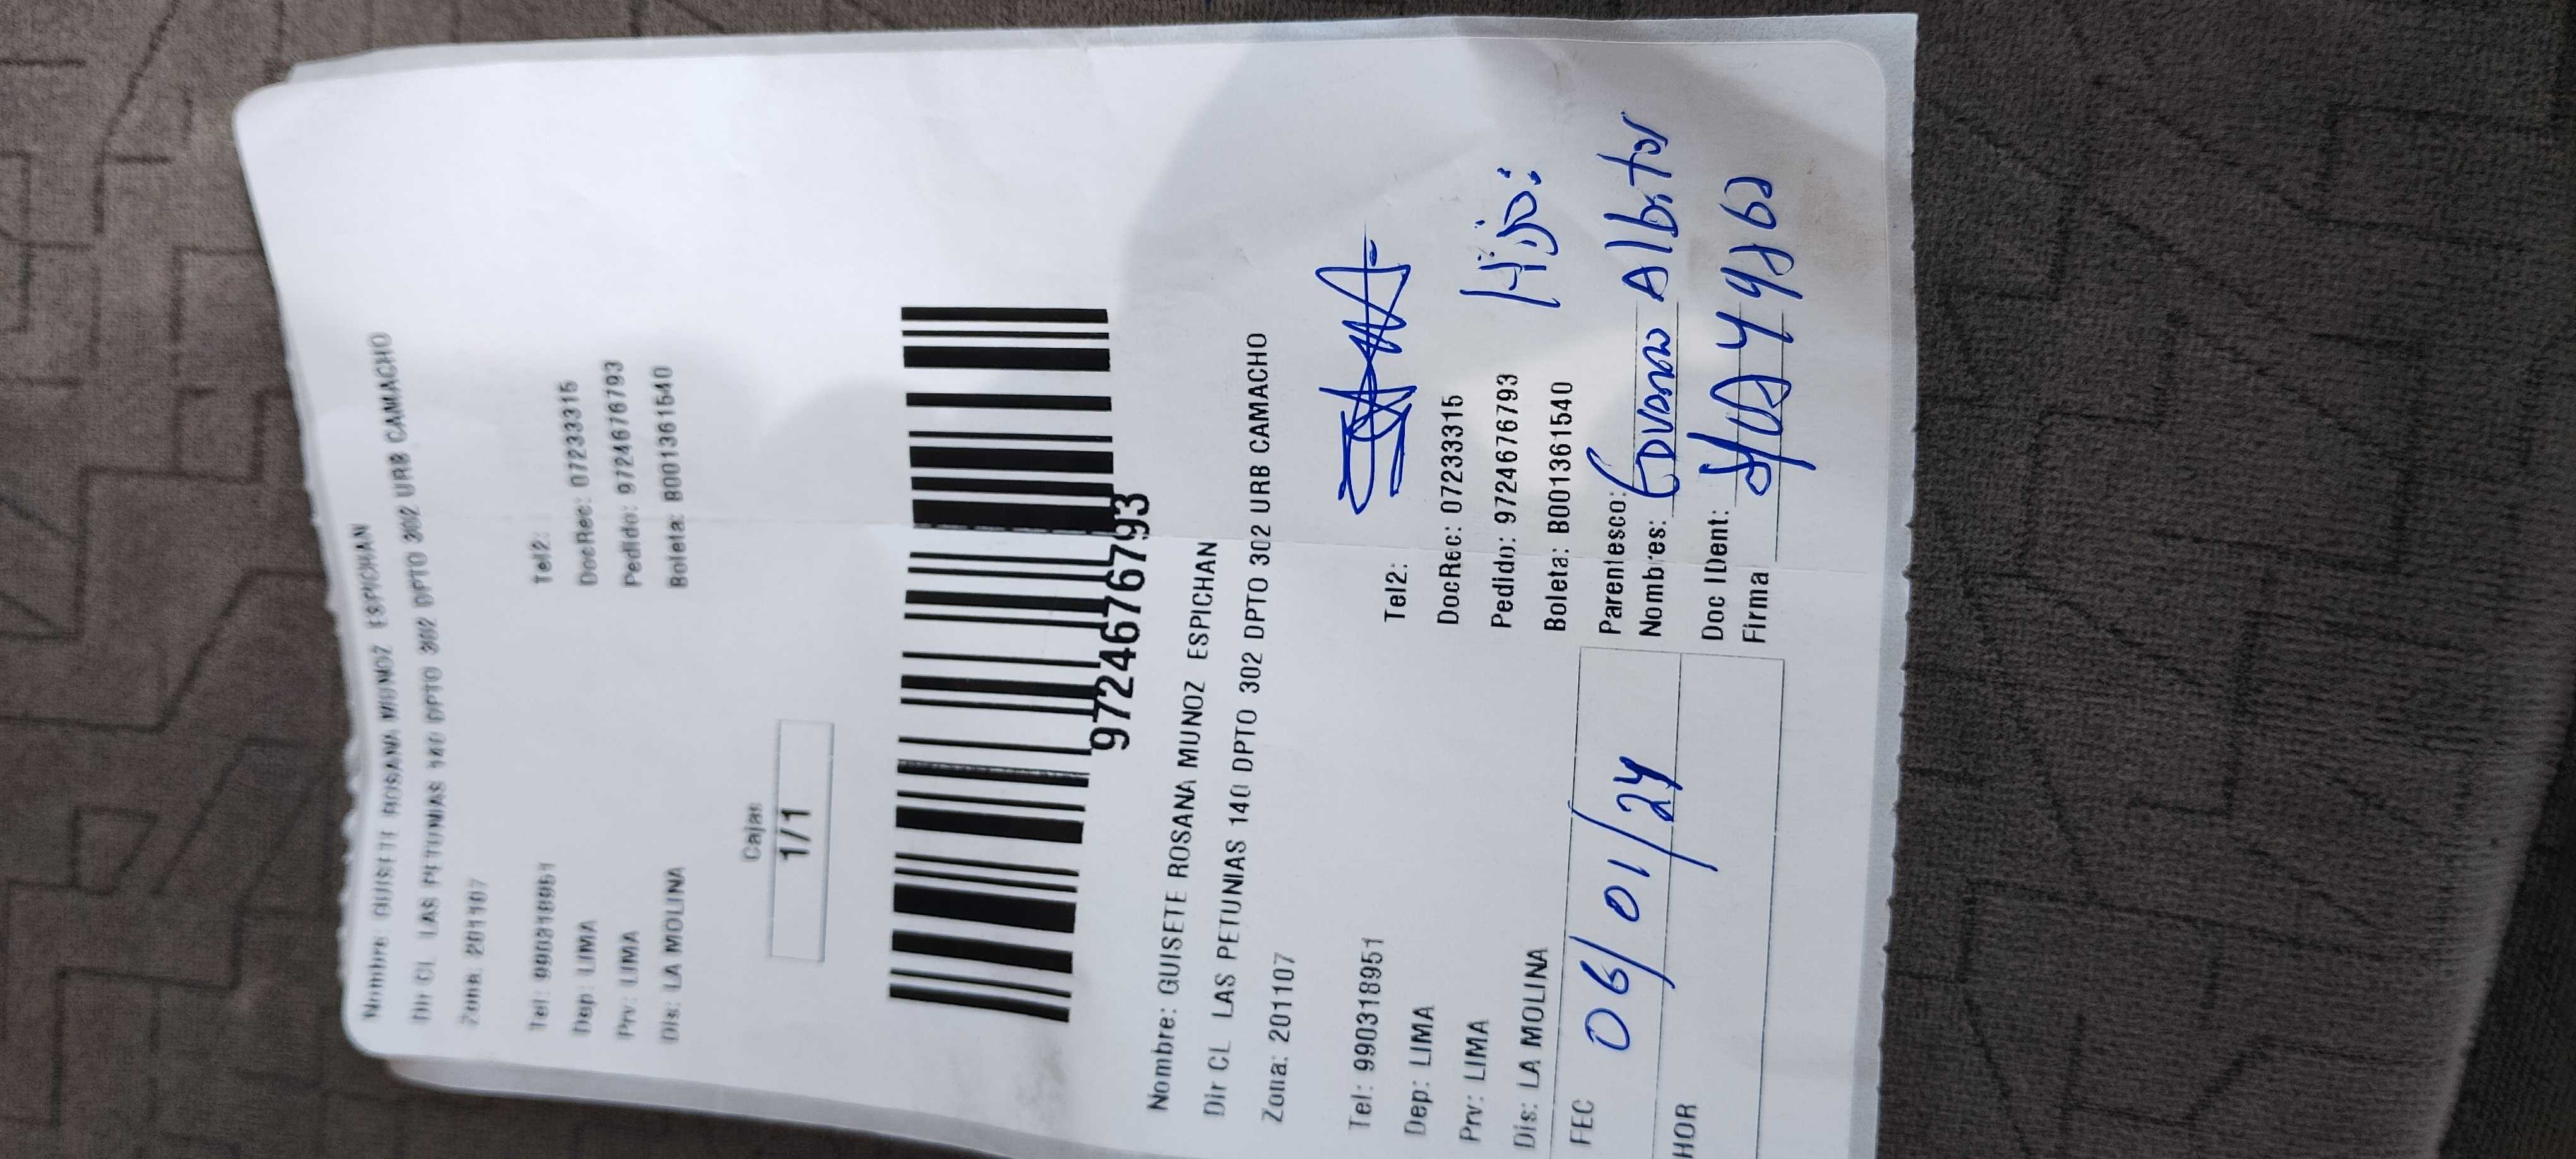 Nombre: GUISETE ROSANA MUNOZ ESPICHAN
Dir CL LAS PETUNIAS 140 DPTO 302 DPTO 302 URB CAMACHO
Zona: 201107
Tel: 990318951
Tel2:
Dep: LIMA
DocRec: 07233315
Prv: LIMA
Pedido: 9724676793
Dis: LA MOLINA
Boleta: B001361540
Cajas
1/1
9724676793
Nombre: GUISETE ROSANA MUNOZ ESPICHAN
Dir CL LAS PETUNIAS 140 DPTO 302 DPTO 302 URB CAMACHO
Zona: 201107
Tel: 990318951
Tel2:
Dep: LIMA
DocRec: 07233315
Prv: LIMA
Pedido: 9724676793
Hijo:
Dis: LA MOLINA
Boleta: B001361540
FEC 06/01/24
Parentesco:
Nombres: Eduardo Albitor
HOR
Doc IDent:
Firma